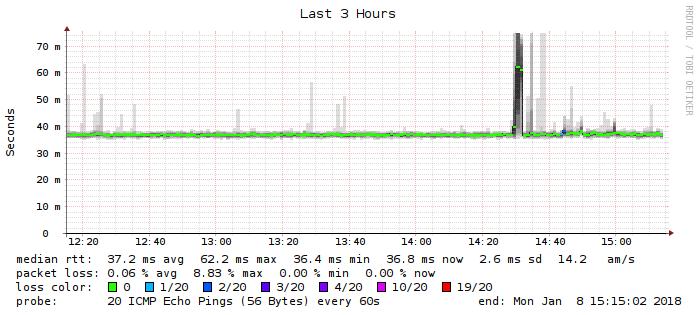 Last 3 Hours
RRDTOOL / TOBI OETIKER
Seconds
70 m
60 m
50 m
40 m
30 m
20 m
10 m
0
12:20 12:40 13:00 13:20 13:40 14:00 14:20 14:40 15:00
median rtt: 37.2 ms avg 62.2 ms max 36.4 ms min 36.8 ms now 2.6 ms sd 14.2 am/s
packet loss: 0.06 % avg 8.83 % max 0.00 % min 0.00 % now
loss color: 0 1/20 2/20 3/20 4/20 10/20 19/20
probe: 20 ICMP Echo Pings (56 Bytes) every 60s end: Mon Jan 8 15:15:02 2018